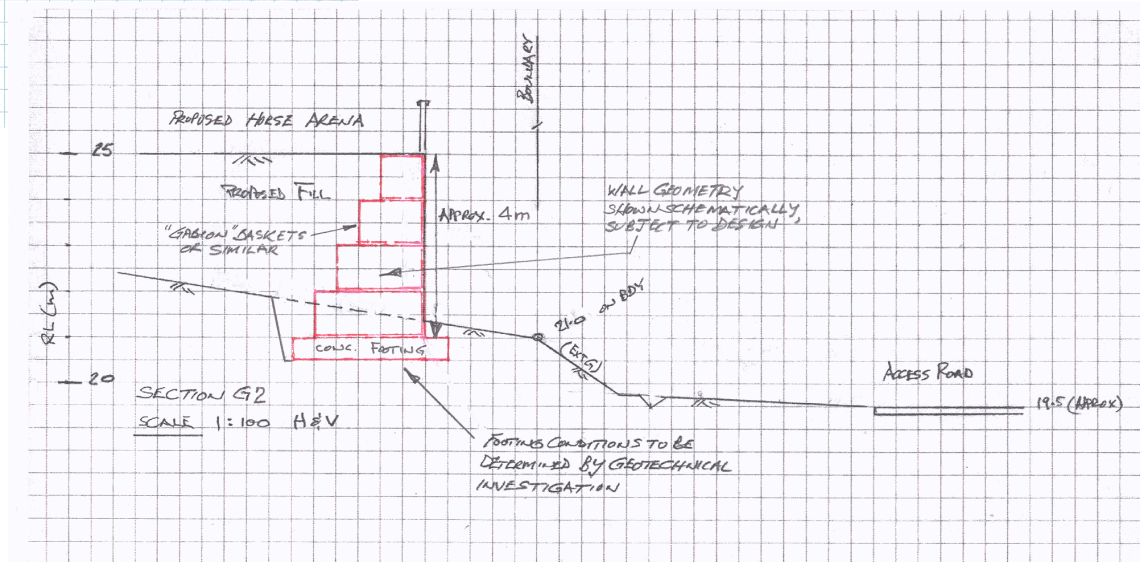 BOUNDARY
PROPOSED HORSE ARENA
25
PROPOSED FILL
APPROX. 4m
"GABION" BASKETS
OR SIMILAR
WALL GEOMETRY
SHOWN SCHEMATICALLY,
SUBJECT TO DESIGN
RL (m)
21.0 ON BDY
(EXTG)
CONC. FOOTING
20
ACCESS ROAD
19.5 (APPROX)
SECTION G2
SCALE 1:100 H&V
FOOTING CONDITIONS TO BE
DETERMINED BY GEOTECHNICAL
INVESTIGATION